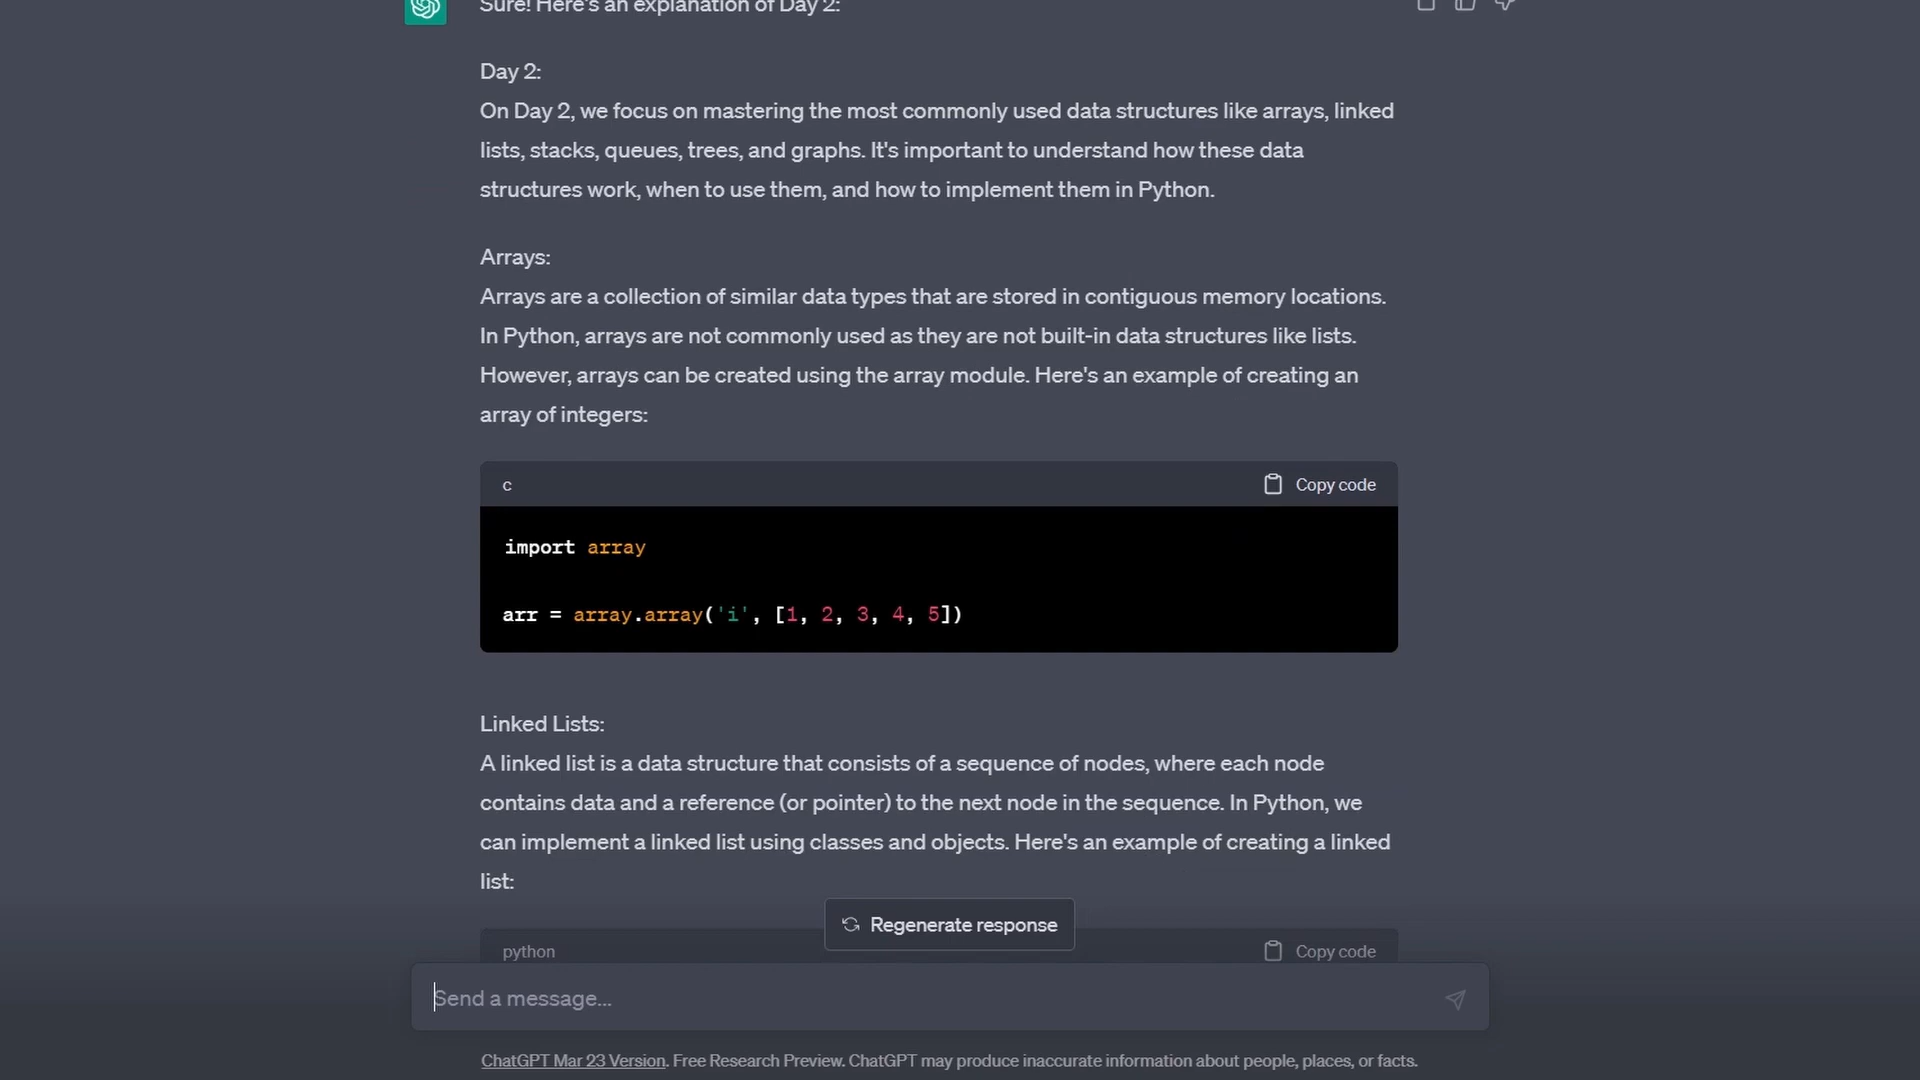 Sure! Here's an explanation of Day 2:
Day 2:
On Day 2, we focus on mastering the most commonly used data structures like arrays, linked
lists, stacks, queues, trees, and graphs. It's important to understand how these data
structures work, when to use them, and how to implement them in Python.
Arrays:
Arrays are a collection of similar data types that are stored in contiguous memory locations.
In Python, arrays are not commonly used as they are not built-in data structures like lists.
However, arrays can be created using the array module. Here's an example of creating an
array of integers:
c Copy code
import array
arr = array.array('i', [1, 2, 3, 4, 5])
Linked Lists:
A linked list is a data structure that consists of a sequence of nodes, where each node
contains data and a reference (or pointer) to the next node in the sequence. In Python, we
can implement a linked list using classes and objects. Here's an example of creating a linked
list:
Regenerate response
python Copy code
Send a message...
ChatGPT Mar 23 Version. Free Research Preview. ChatGPT may produce inaccurate information about people, places, or facts.